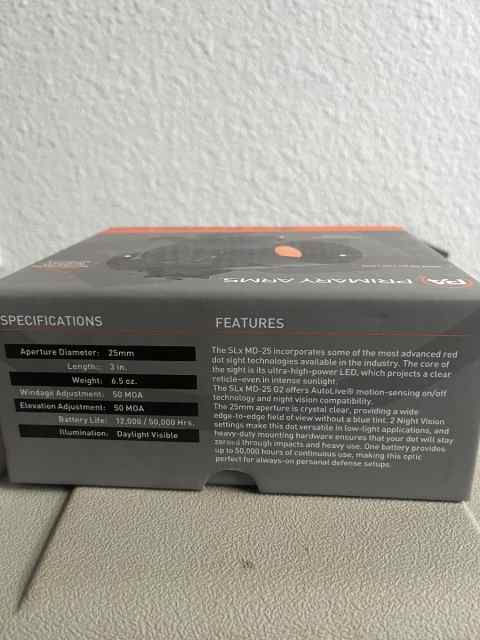 PA PRIMARY ARMS
SPECIFICATIONS
Aperture Diameter: 25mm
Length: 3 in.
Weight: 6.5 oz.
Windage Adjustment: 50 MOA
Elevation Adjustment: 50 MOA
Battery Life: 12,000 / 50,000 Hrs.
Illumination: Daylight Visible
FEATURES
The SLx MD-25 incorporates some of the most advanced red
dot sight technologies available in the industry. The core of
the sight is its ultra-high-power LED, which projects a clear
reticle-even in intense sunlight.
The SLx MD-25 G2 offers AutoLive® motion-sensing on/off
technology and night vision compatibility.
The 25mm aperture is crystal clear, providing a wide
edge-to-edge field of view without a blue tint. 2 Night Vision
settings make this dot versatile in low-light applications, and
heavy-duty mounting hardware ensures that your dot will stay
zeroed through impacts and heavy use. One battery provides
up to 50,000 hours of continuous use, making this optic
perfect for always-on personal defense setups.